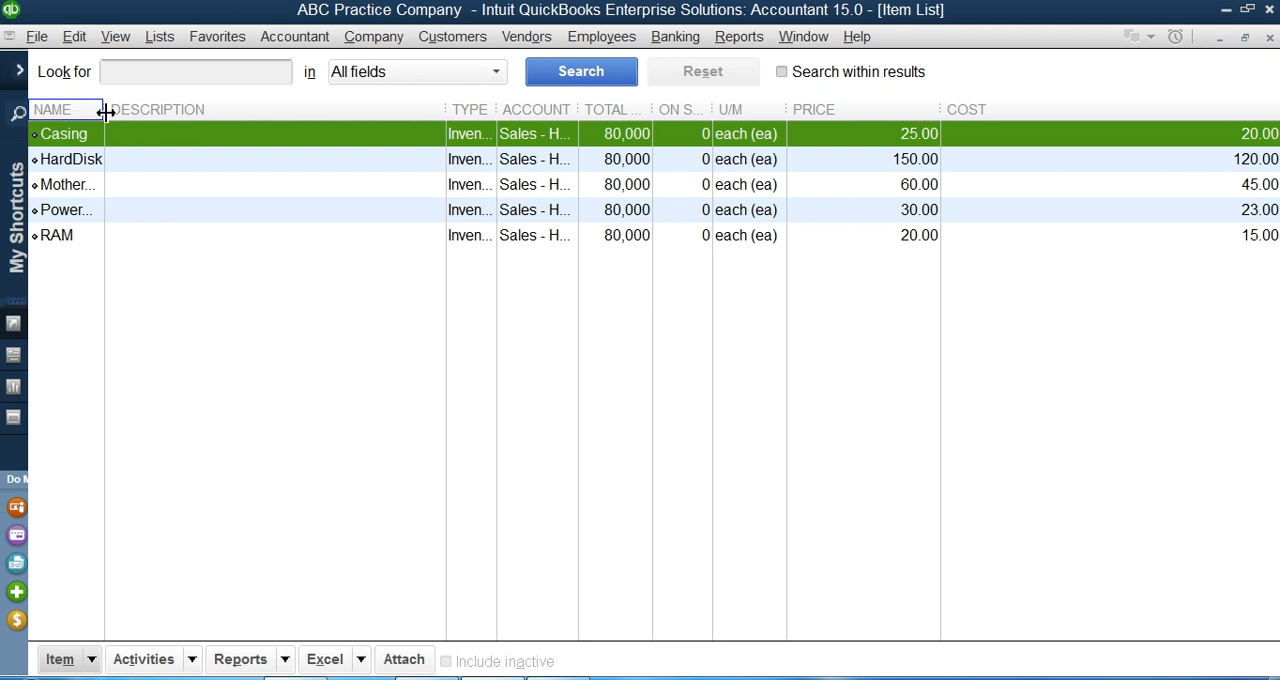 qb ABC Practice Company - Intuit QuickBooks Enterprise Solutions: Accountant 15.0 - [Item List]
File Edit View Lists Favorites Accountant Company Customers Vendors Employees Banking Reports Window Help
Look for in All fields Search Reset Search within results
NAME DESCRIPTION TYPE ACCOUNT TOTAL ... ON S... U/M PRICE COST
Casing Inven... Sales - H... 80,000 0 each (ea) 25.00 20.00
HardDisk Inven... Sales - H... 80,000 0 each (ea) 150.00 120.00
Mother... Inven... Sales - H... 80,000 0 each (ea) 60.00 45.00
Power... Inven... Sales - H... 80,000 0 each (ea) 30.00 23.00
RAM Inven... Sales - H... 80,000 0 each (ea) 20.00 15.00
My Shortcuts
Do M
$
Item Activities Reports Excel Attach Include inactive